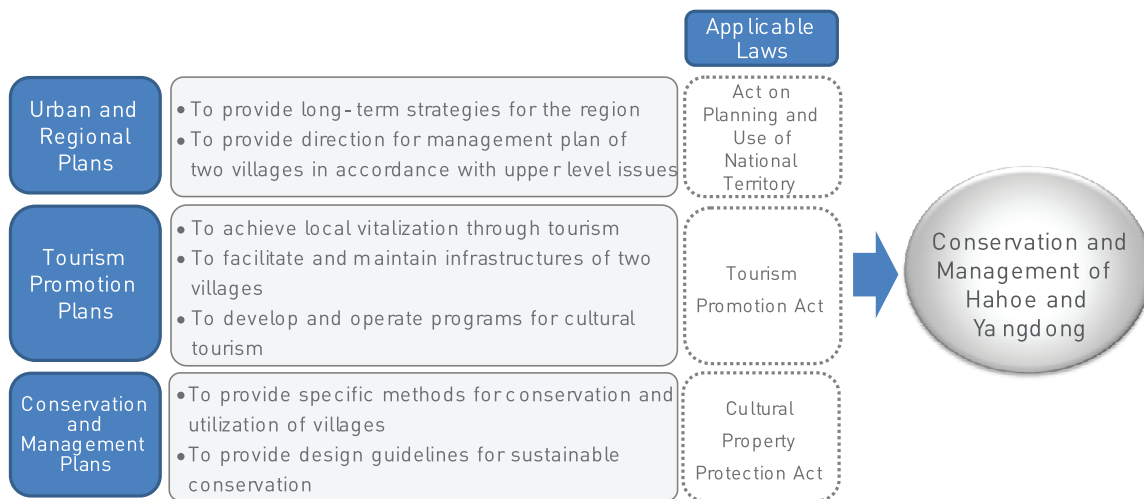 Applicable
Laws
Urban and
Regional
Plans
• To provide long-term strategies for the region
• To provide direction for management plan of
two villages in accordance with upper level issues
Act on
Planning and
Use of
National
Territory
Tourism
Promotion
Plans
• To achieve local vitalization through tourism
• To facilitate and maintain infrastructures of two
villages
• To develop and operate programs for cultural
tourism
Tourism
Promotion Act
Conservation
and
Management
Plans
• To provide specific methods for conservation and
utilization of villages
• To provide design guidelines for sustainable
conservation
Cultural
Property
Protection Act
Conservation and
Management of
Hahoe and
Yangdong